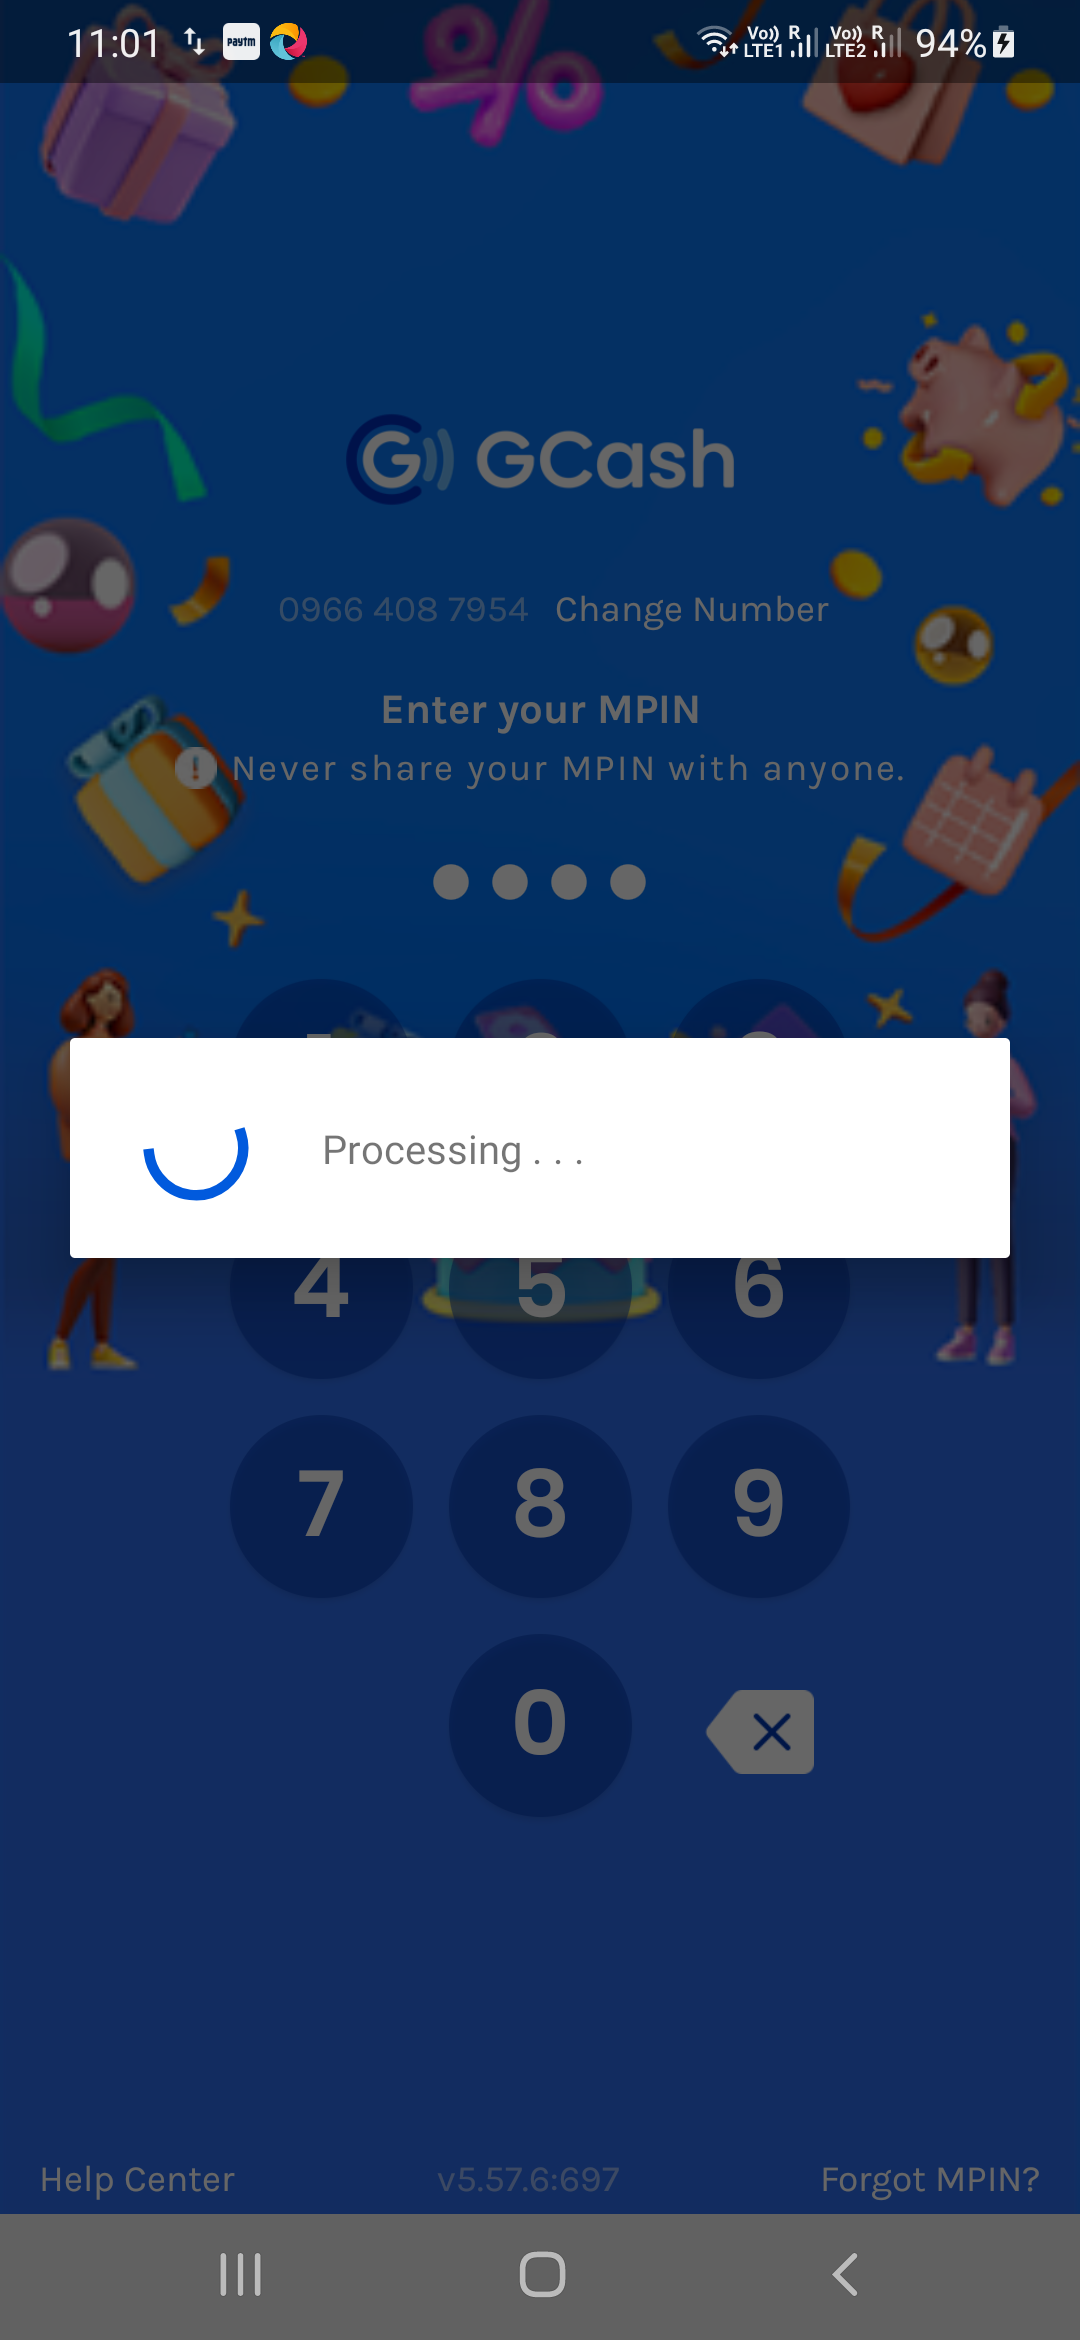 11:01 paytm Vo)) R LTE1 Vo)) R LTE2 94%
G GCash
0966 408 7954 Change Number
Enter your MPIN
! Never share your MPIN with anyone.
Processing . . .
4 5 6
7 8 9
0
Help Center v5.57.6:697 Forgot MPIN?